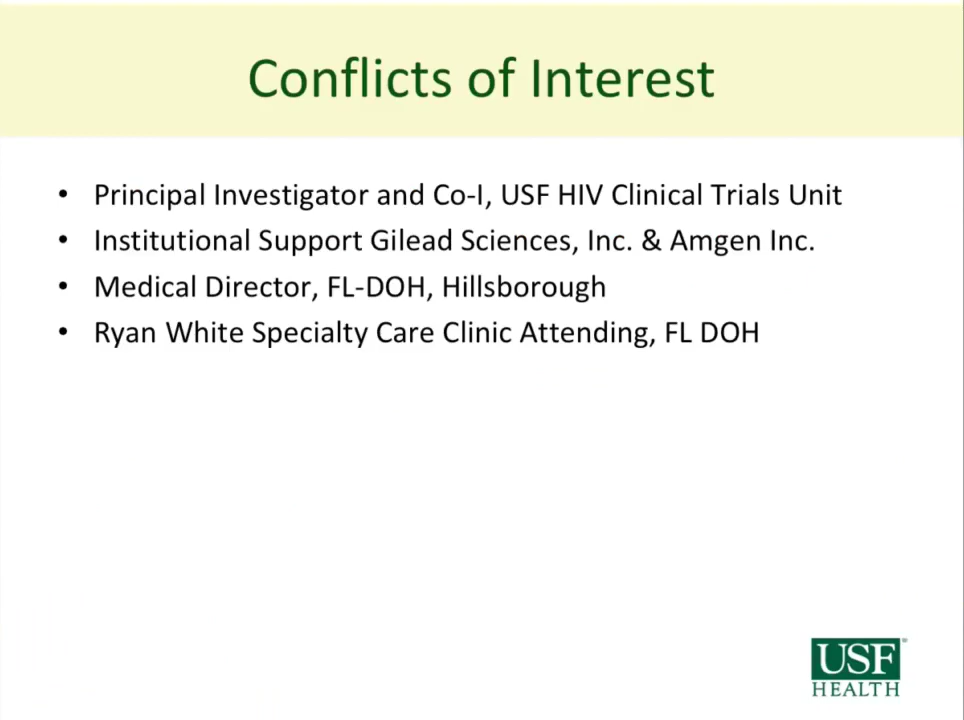 Conflicts of Interest
• Principal Investigator and Co-I, USF HIV Clinical Trials Unit
• Institutional Support Gilead Sciences, Inc. & Amgen Inc.
• Medical Director, FL-DOH, Hillsborough
• Ryan White Specialty Care Clinic Attending, FL DOH
USF
HEALTH